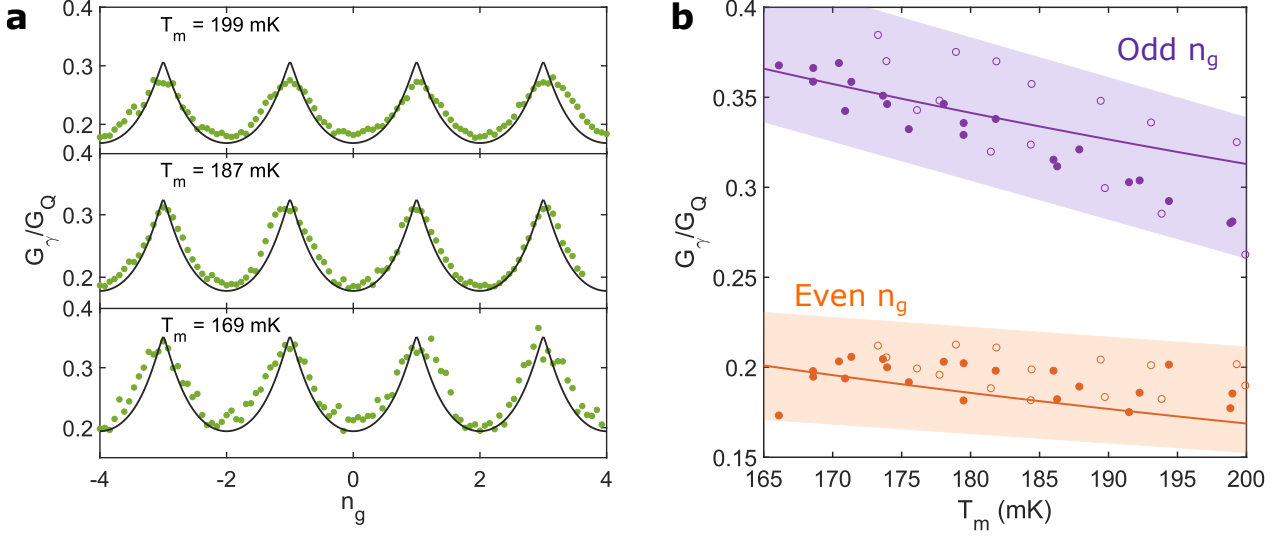 a
T_m = 199 mK
0.4
0.3
0.2
T_m = 187 mK
0.4
0.3
0.2
T_m = 169 mK
0.4
0.3
0.2
G_γ/G_Q
-4
-2
0
2
4
n_g
b
Odd n_g
Even n_g
0.4
0.35
0.3
0.25
0.2
0.15
G_γ/G_Q
165
170
175
180
185
190
195
200
T_m (mK)